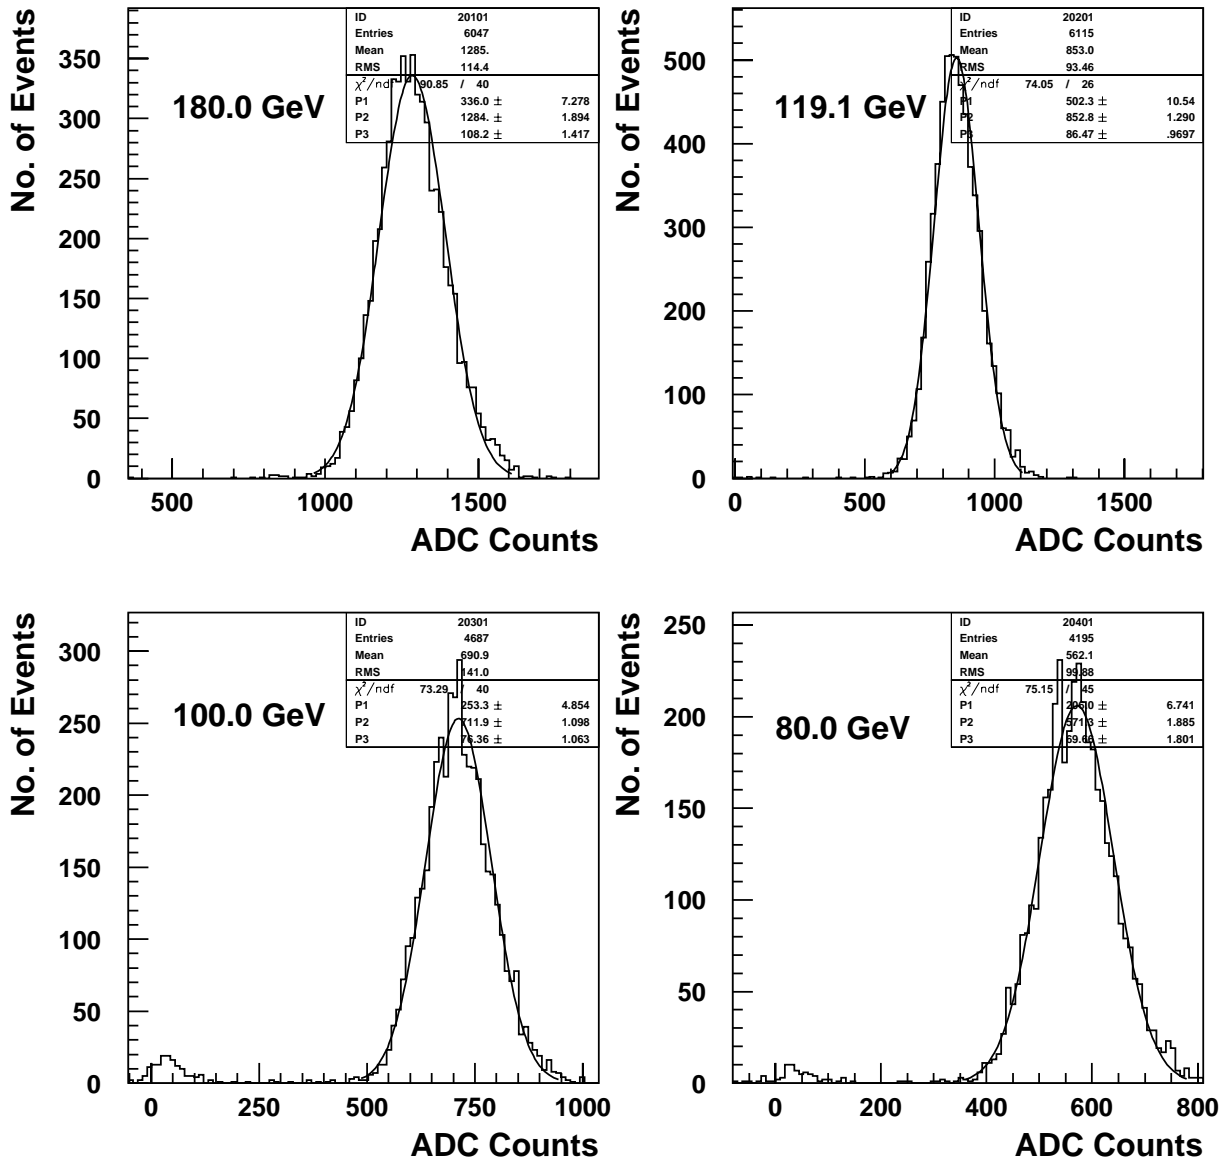 No. of Events
350
300
250
200
150
100
50
0
500
1000
1500
ADC Counts
180.0 GeV
ID 20101
Entries 6047
Mean 1285.
RMS 114.4
χ²/ndf 90.85 / 40
P1 336.0 ± 7.278
P2 1284. ± 1.894
P3 108.2 ± 1.417
No. of Events
500
400
300
200
100
0
0
500
1000
1500
ADC Counts
119.1 GeV
ID 20201
Entries 6115
Mean 853.0
RMS 93.46
χ²/ndf 74.05 / 26
P1 502.3 ± 10.54
P2 852.8 ± 1.290
P3 86.47 ± .9697
No. of Events
300
250
200
150
100
50
0
0
250
500
750
1000
ADC Counts
100.0 GeV
ID 20301
Entries 4687
Mean 690.9
RMS 141.0
χ²/ndf 73.29 / 40
P1 253.3 ± 4.854
P2 711.9 ± 1.098
P3 76.36 ± 1.063
No. of Events
250
200
150
100
50
0
0
200
400
600
800
ADC Counts
80.0 GeV
ID 20401
Entries 4195
Mean 562.1
RMS 99.88
χ²/ndf 75.15 / 45
P1 ± 6.741
P2 571.3 ± 1.885
P3 ± 1.801